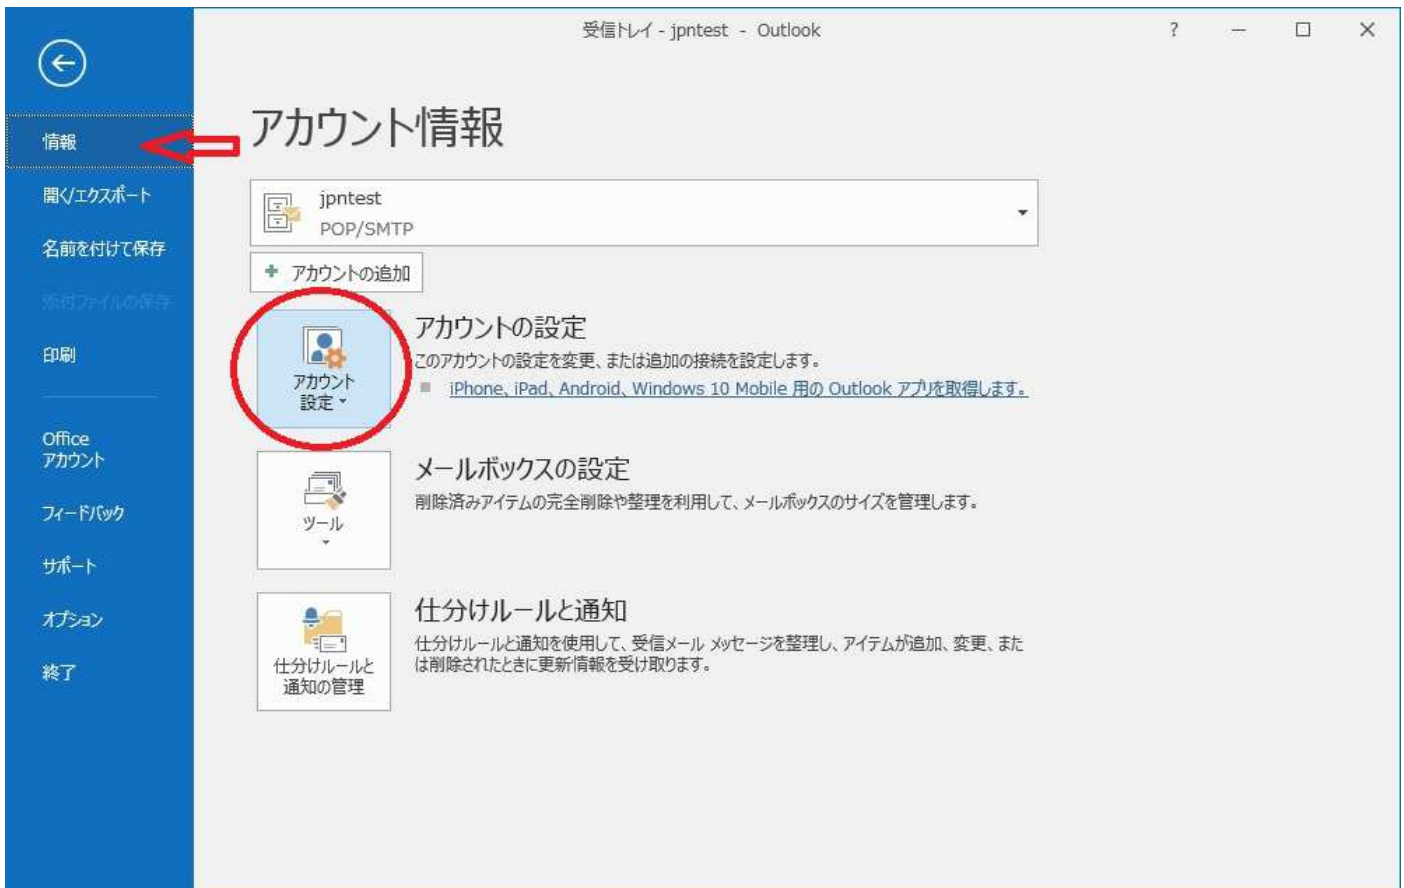 受信トレイ - jpntest - Outlook
?
情報
開く/エクスポート
名前を付けて保存
添付ファイルの保存
印刷
Office
アカウント
フィードバック
サポート
オプション
終了
アカウント情報
jpntest
POP/SMTP
+ アカウントの追加
アカウント
設定
アカウントの設定
このアカウントの設定を変更、または追加の接続を設定します。
iPhone、iPad、Android、Windows 10 Mobile 用の Outlook アプリを取得します。
ツール
メールボックスの設定
削除済みアイテムの完全削除や整理を利用して、メールボックスのサイズを管理します。
仕分けルールと
通知の管理
仕分けルールと通知
仕分けルールと通知を使用して、受信メール メッセージを整理し、アイテムが追加、変更、また
は削除されたときに更新情報を受け取ります。